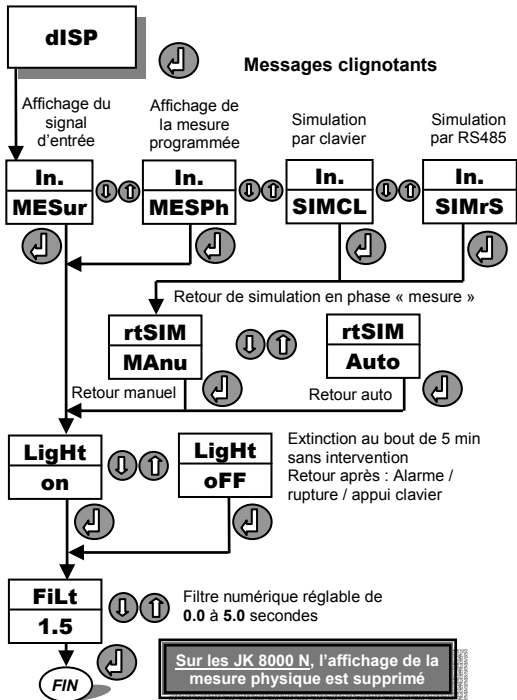 dISP
Messages clignotants
Affichage du
signal
d'entrée
Affichage de
la mesure
programmée
Simulation
par clavier
Simulation
par RS485
In.
MESur
In.
MESPh
In.
SIMCL
In.
SIMrS
Retour de simulation en phase « mesure »
rtSIM
MAnu
rtSIM
Auto
Retour manuel
Retour auto
LigHt
on
LigHt
oFF
Extinction au bout de 5 min
sans intervention
Retour après : Alarme /
rupture / appui clavier
FiLt
1.5
Filtre numérique réglable de
0.0 à 5.0 secondes
FIN
Sur les JK 8000 N, l'affichage de la
mesure physique est supprimé